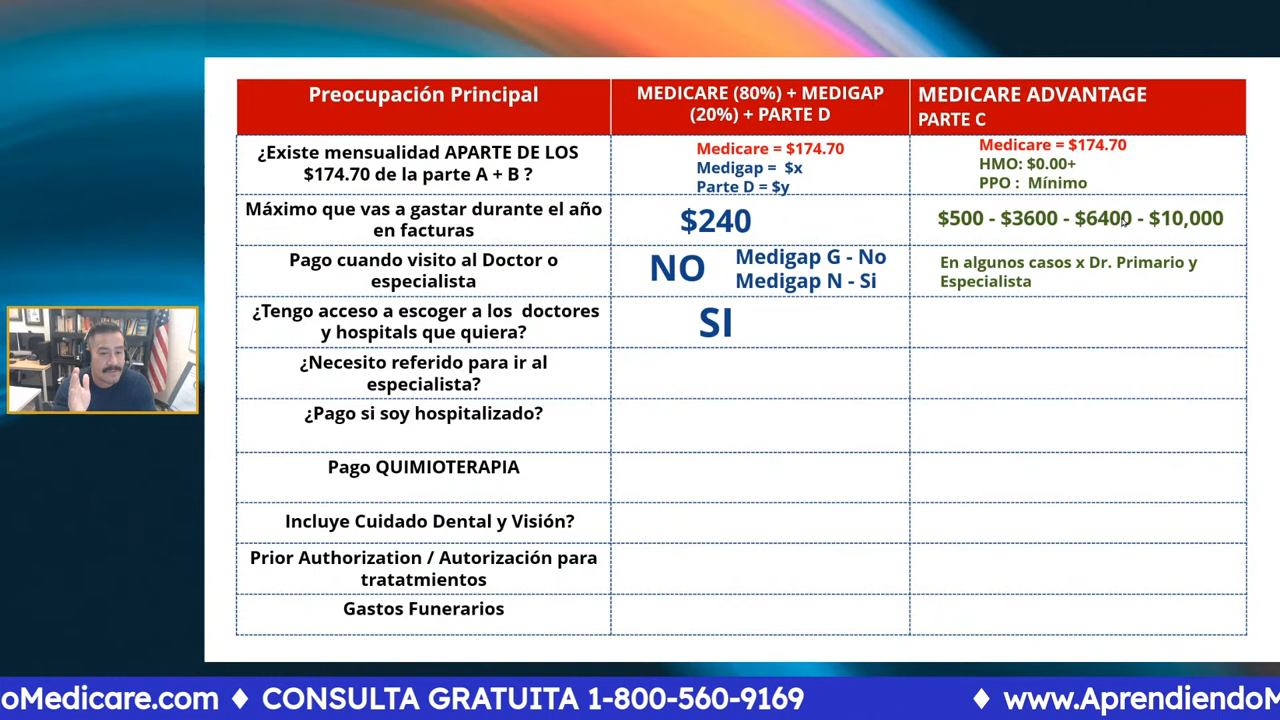 Preocupación Principal
MEDICARE (80%) + MEDIGAP
(20%) + PARTE D
MEDICARE ADVANTAGE
PARTE C
¿Existe mensualidad APARTE DE LOS
$174.70 de la parte A + B ?
Medicare = $174.70
Medigap = $x
Parte D = $y
Medicare = $174.70
HMO: $0.00+
PPO : Mínimo
Máximo que vas a gastar durante el año
en facturas
$240
$500 - $3600 - $6400 - $10,000
Pago cuando visito al Doctor o
especialista
NO
Medigap G - No
Medigap N - Si
En algunos casos x Dr. Primario y
Especialista
¿Tengo acceso a escoger a los doctores
y hospitals que quiera?
SI
¿Necesito referido para ir al
especialista?
¿Pago si soy hospitalizado?
Pago QUIMIOTERAPIA
Incluye Cuidado Dental y Visión?
Prior Authorization / Autorización para
tratatmientos
Gastos Funerarios
oMedicare.com ♦ CONSULTA GRATUITA 1-800-560-9169 ♦ www.AprendiendoM